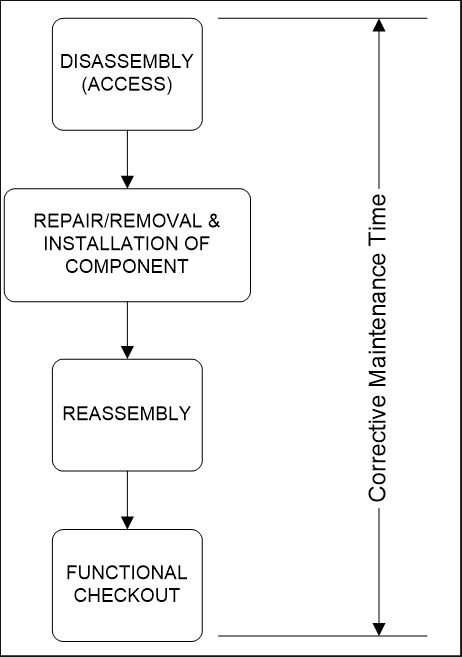 DISASSEMBLY
(ACCESS)
REPAIR/REMOVAL &
INSTALLATION OF
COMPONENT
REASSEMBLY
FUNCTIONAL
CHECKOUT
Corrective Maintenance Time